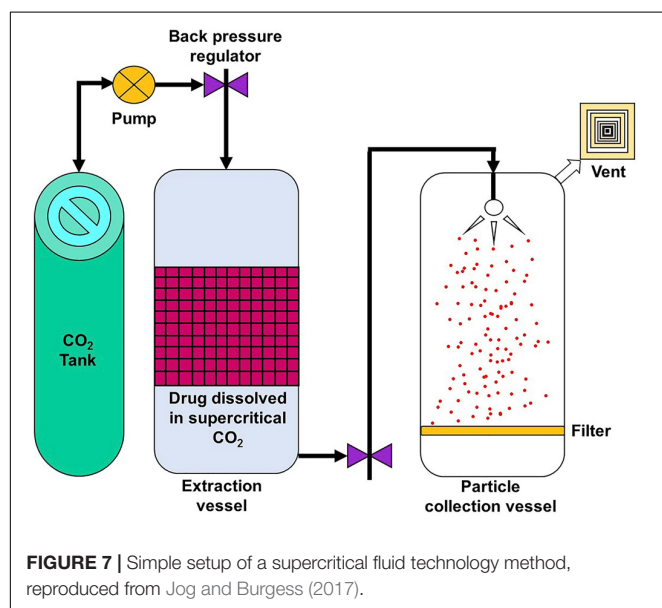 Back pressure
regulator
Pump
Vent
CO₂
Tank
Drug dissolved
in supercritical
CO₂
Filter
Extraction
vessel
Particle
collection vessel
FIGURE 7 | Simple setup of a supercritical fluid technology method,
reproduced from Jog and Burgess (2017).